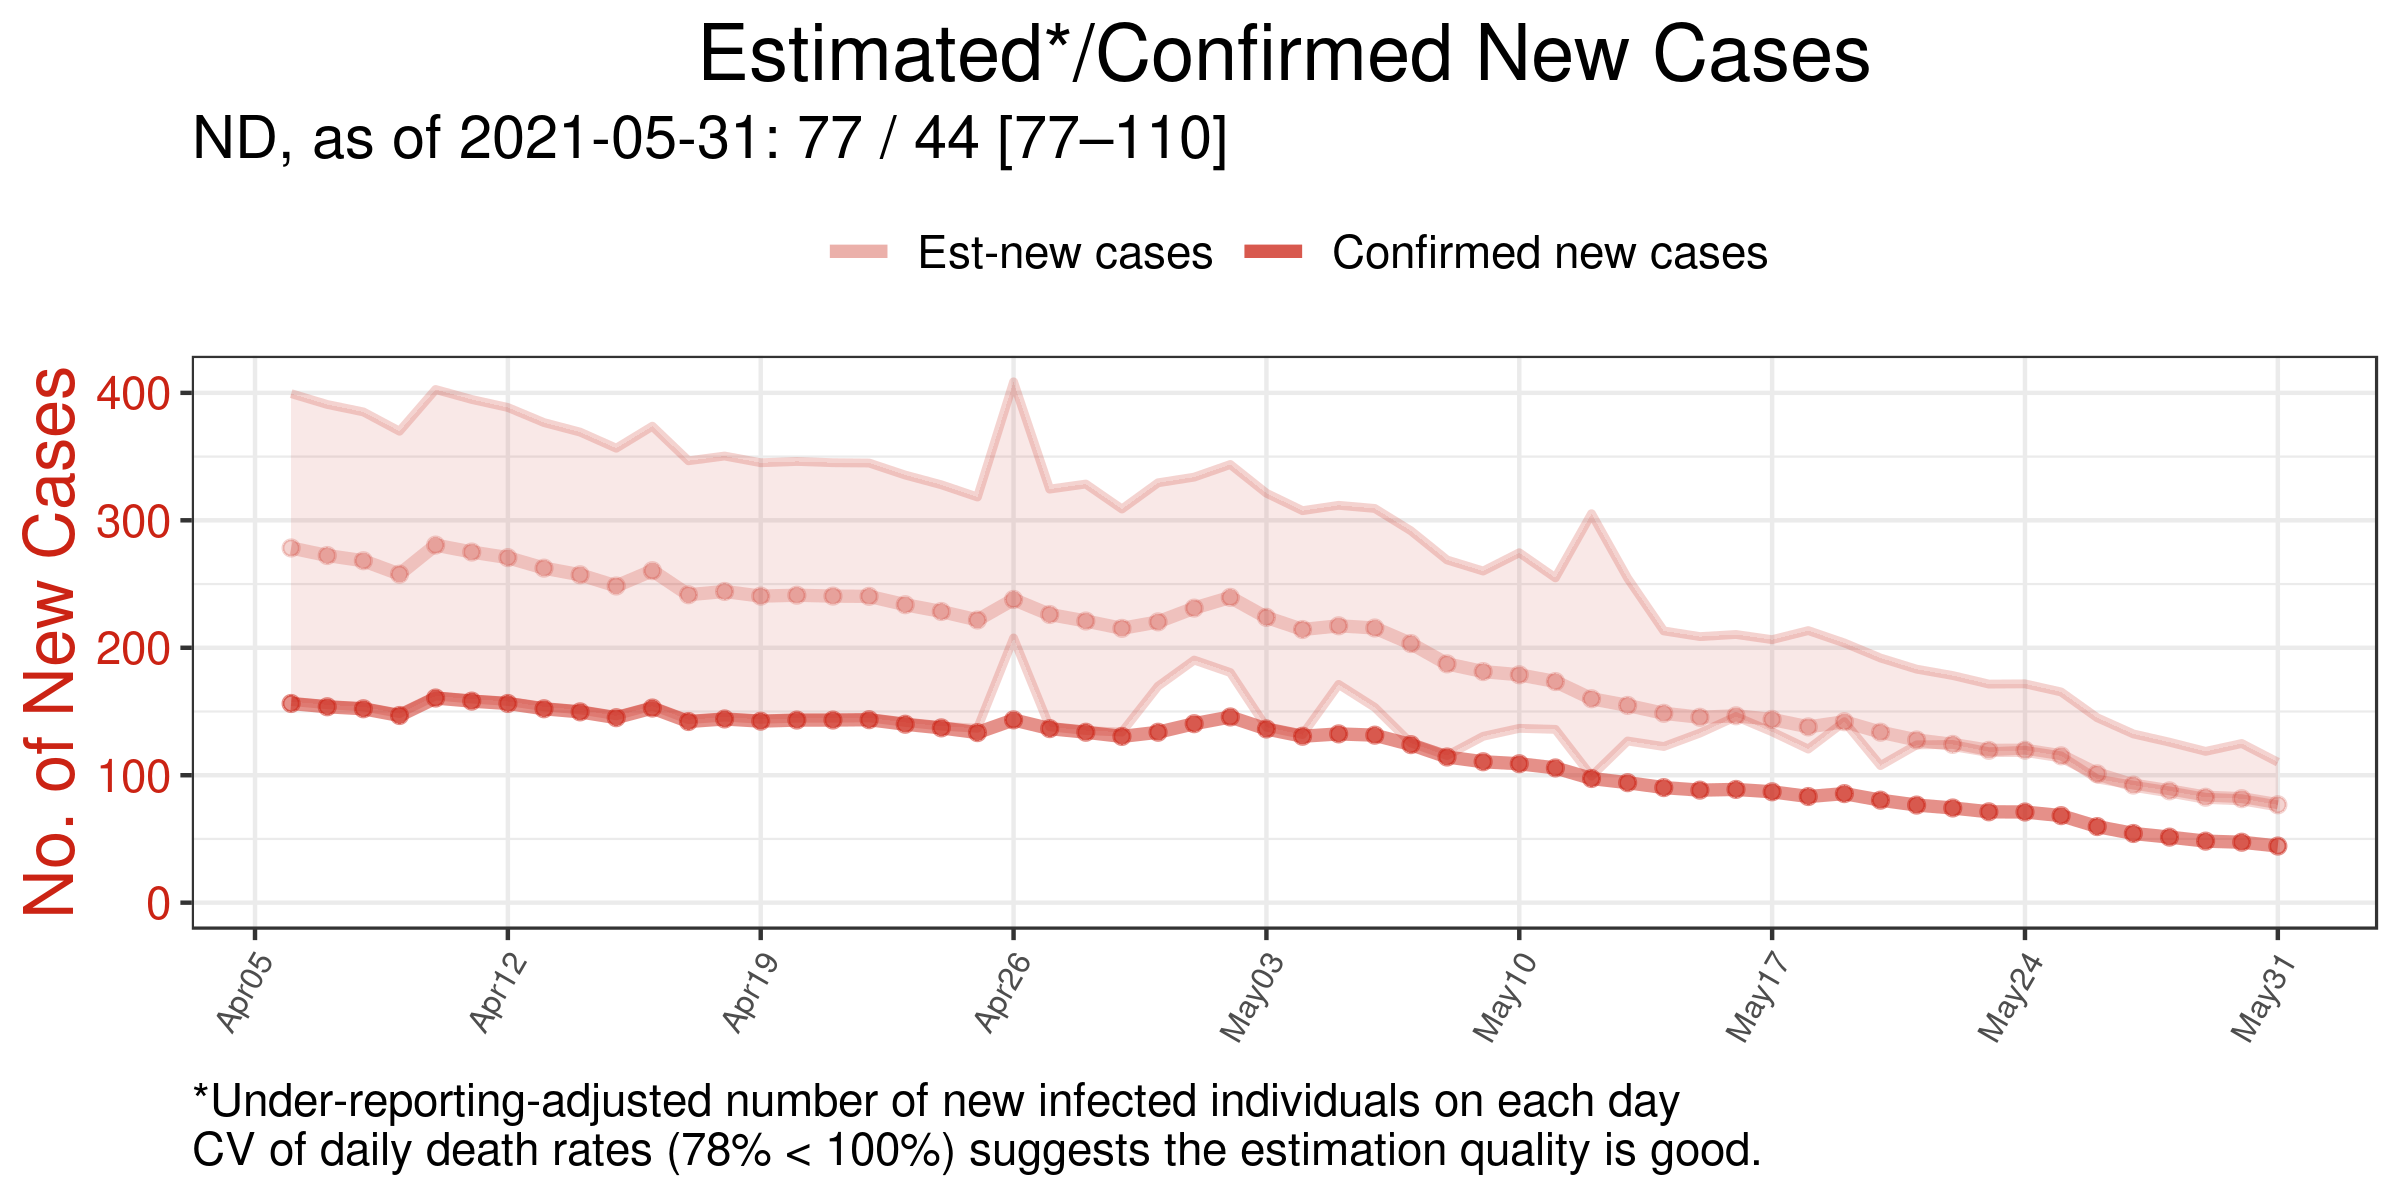 Estimated*/Confirmed New Cases
ND, as of 2021-05-31: 77 / 44 [77–110]
Est-new cases
Confirmed new cases
No. of New Cases
400
300
200
100
0
Apr05
Apr12
Apr19
Apr26
May03
May10
May17
May24
May31
*Under-reporting-adjusted number of new infected individuals on each day
CV of daily death rates (78% < 100%) suggests the estimation quality is good.